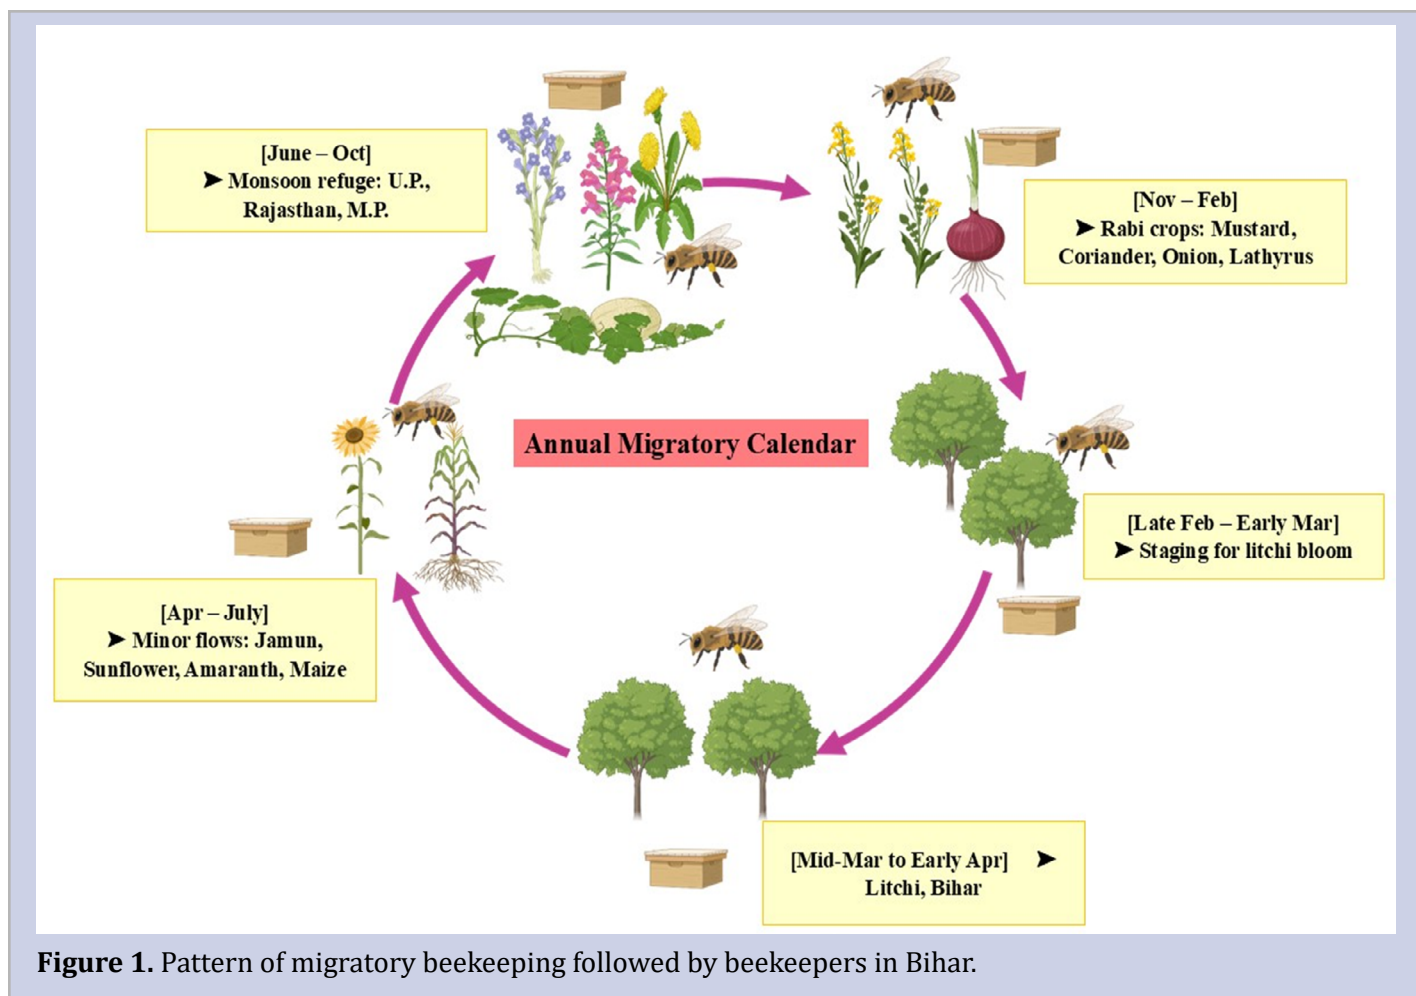 [June – Oct]
➤ Monsoon refuge: U.P.,
Rajasthan, M.P.
[Nov – Feb]
➤ Rabi crops: Mustard,
Coriander, Onion, Lathyrus
Annual Migratory Calendar
[Late Feb – Early Mar]
➤ Staging for litchi bloom
[Apr – July]
➤ Minor flows: Jamun,
Sunflower, Amaranth, Maize
[Mid-Mar to Early Apr] ➤
Litchi, Bihar
Figure 1. Pattern of migratory beekeeping followed by beekeepers in Bihar.